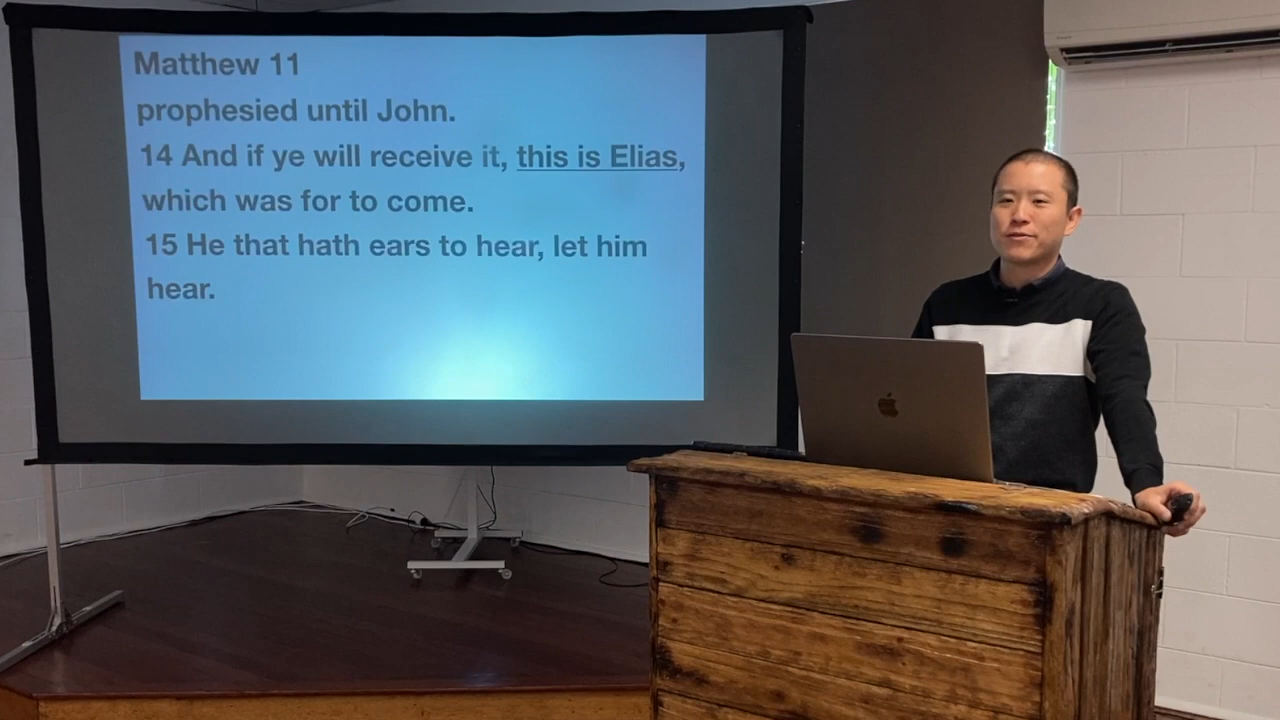 Matthew 11
prophesied until John.
14 And if ye will receive it, this is Elias,
which was for to come.
15 He that hath ears to hear, let him
hear.